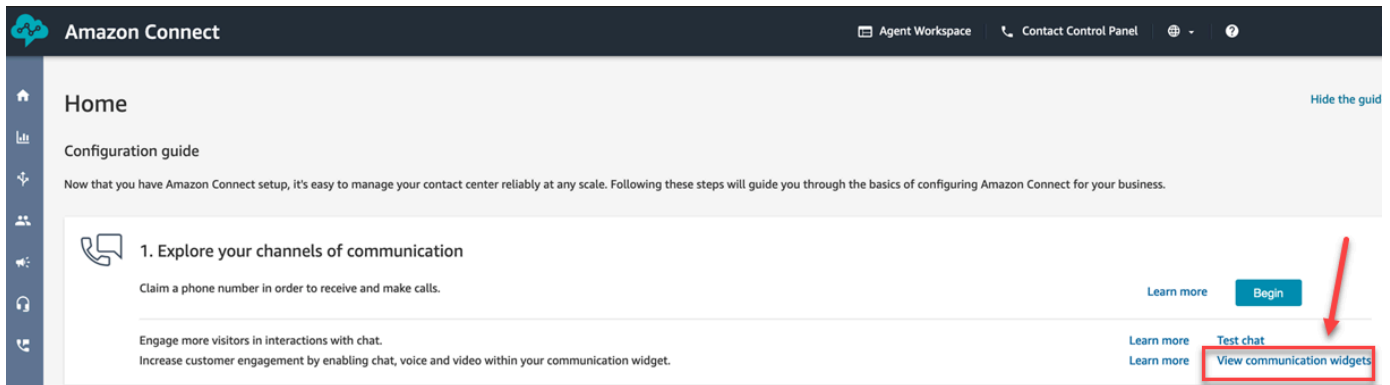 Amazon Connect Agent Workspace Contact Control Panel
Home
Hide the guid
Configuration guide
Now that you have Amazon Connect setup, it's easy to manage your contact center reliably at any scale. Following these steps will guide you through the basics of configuring Amazon Connect for your business.
1. Explore your channels of communication
Claim a phone number in order to receive and make calls. Learn more Begin
Engage more visitors in interactions with chat. Learn more Test chat
Increase customer engagement by enabling chat, voice and video within your communication widget. Learn more View communication widgets